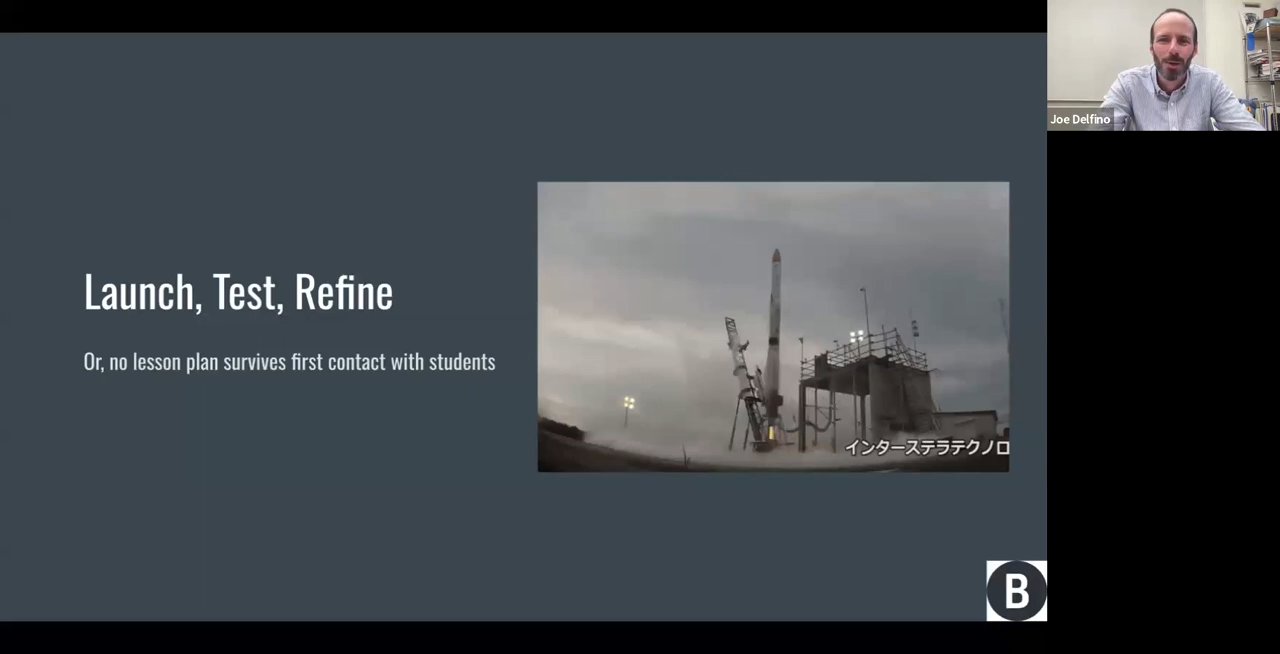 Joe Delfino
Launch, Test, Refine
Or, no lesson plan survives first contact with students
インターステラテクノロ
B